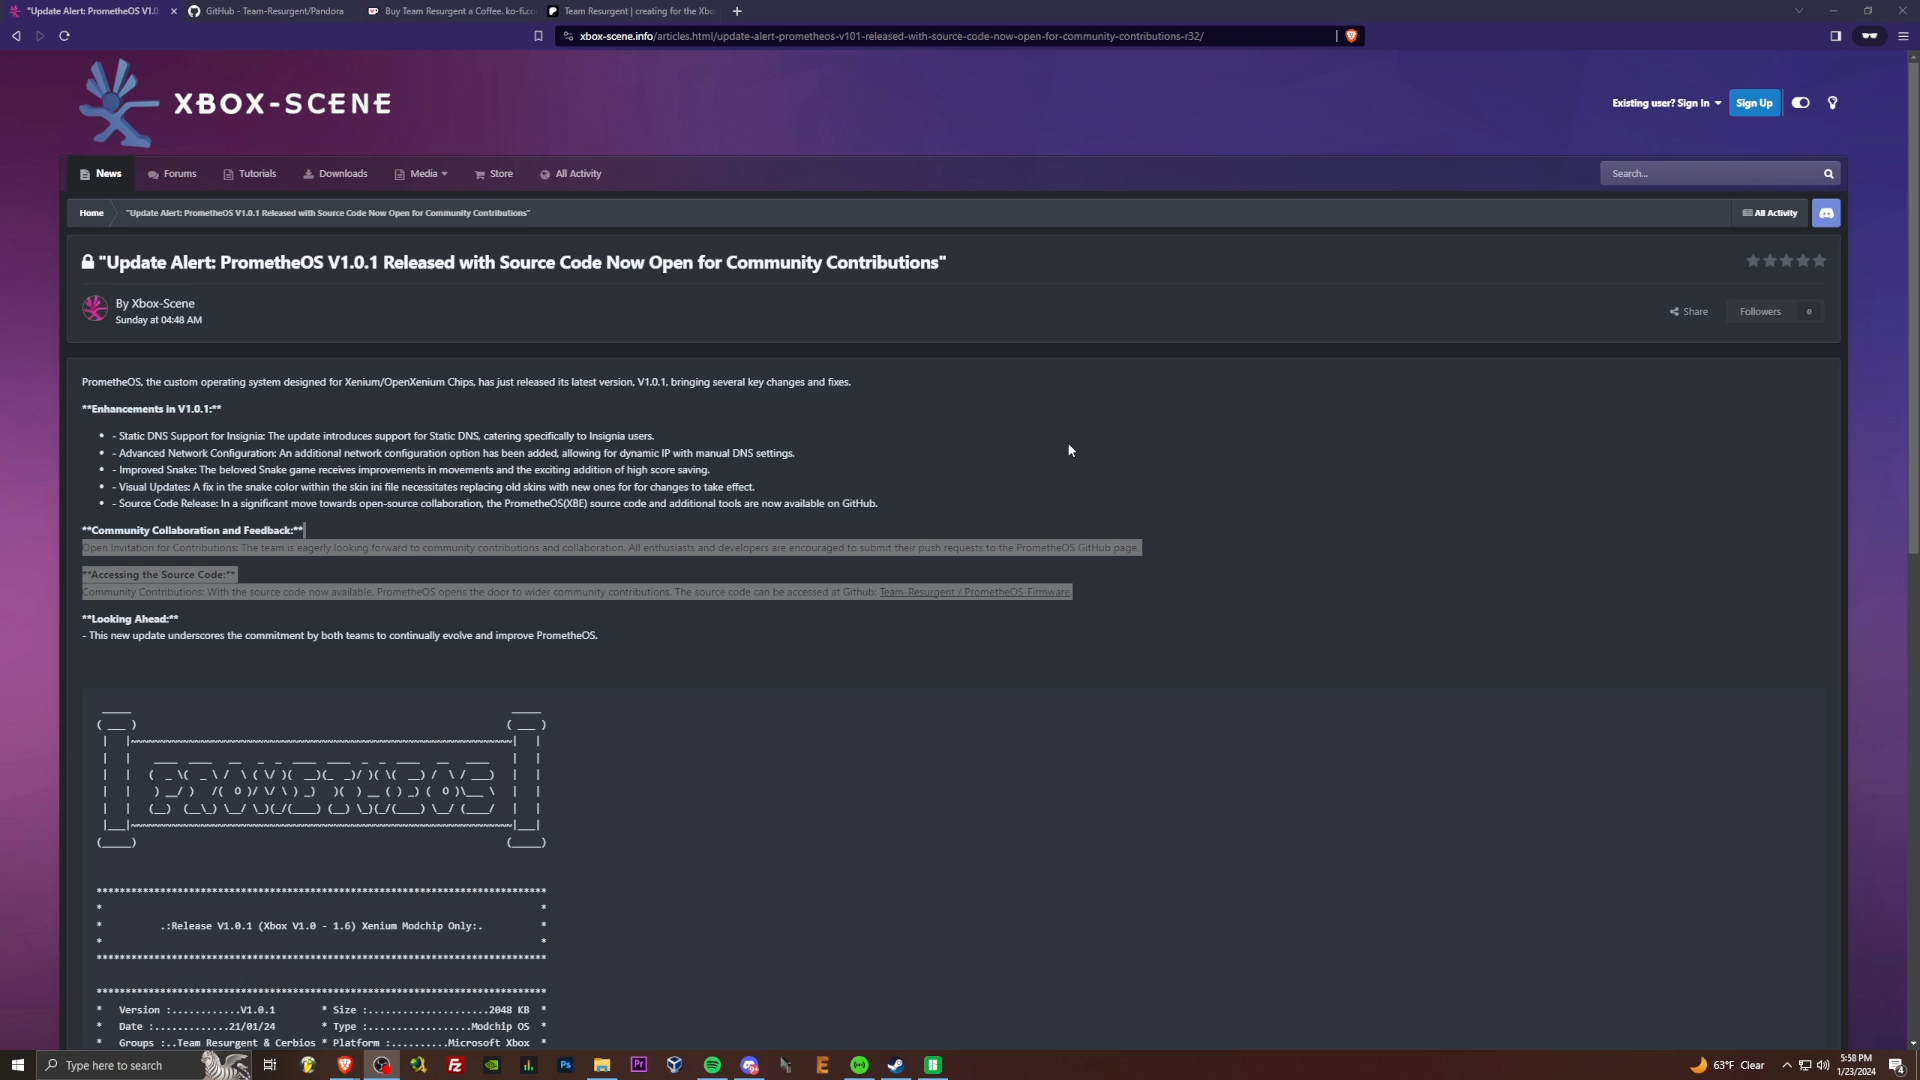 "Update Alert: PrometheOS V1.0.
GitHub - Team-Resurgent/Pandora
Buy Team Resurgent a Coffee. ko-fi.co
Team Resurgent | creating for the Xbo
xbox-scene.info/articles.html/update-alert-prometheos-v101-released-with-source-code-now-open-for-community-contributions-r32/
XBOX-SCENE
Existing user? Sign In
Sign Up
News
Forums
Tutorials
Downloads
Media
Store
All Activity
Search...
Home
"Update Alert: PrometheOS V1.0.1 Released with Source Code Now Open for Community Contributions"
All Activity
"Update Alert: PrometheOS V1.0.1 Released with Source Code Now Open for Community Contributions"
By Xbox-Scene
Sunday at 04:48 AM
Share
Followers 0
PrometheOS, the custom operating system designed for Xenium/OpenXenium Chips, has just released its latest version, V1.0.1, bringing several key changes and fixes.
**Enhancements in V1.0.1:**
• - Static DNS Support for Insignia: The update introduces support for Static DNS, catering specifically to Insignia users.
• - Advanced Network Configuration: An additional network configuration option has been added, allowing for dynamic IP with manual DNS settings.
• - Improved Snake: The beloved Snake game receives improvements in movements and the exciting addition of high score saving.
• - Visual Updates: A fix in the snake color within the skin ini file necessitates replacing old skins with new ones for for changes to take effect.
• - Source Code Release: In a significant move towards open-source collaboration, the PrometheOS(XBE) source code and additional tools are now available on GitHub.
**Community Collaboration and Feedback:**
Open Invitation for Contributions: The team is eagerly looking forward to community contributions and collaboration. All enthusiasts and developers are encouraged to submit their push requests to the PrometheOS GitHub page.
**Accessing the Source Code:**
Community Contributions: With the source code now available, PrometheOS opens the door to wider community contributions. The source code can be accessed at Github: Team-Resurgent / PrometheOS-Firmware.
**Looking Ahead:**
- This new update underscores the commitment by both teams to continually evolve and improve PrometheOS.
PROMETHEOS
.:Release V1.0.1 (Xbox V1.0 - 1.6) Xenium Modchip Only:.
* Version :............V1.0.1 * Size :.....................2048 KB *
* Date :.............21/01/24 * Type :..................Modchip OS *
* Groups :..Team Resurgent & Cerbios * Platform :..........Microsoft Xbox *
Type here to search
63°F Clear
5:58 PM
1/23/2024